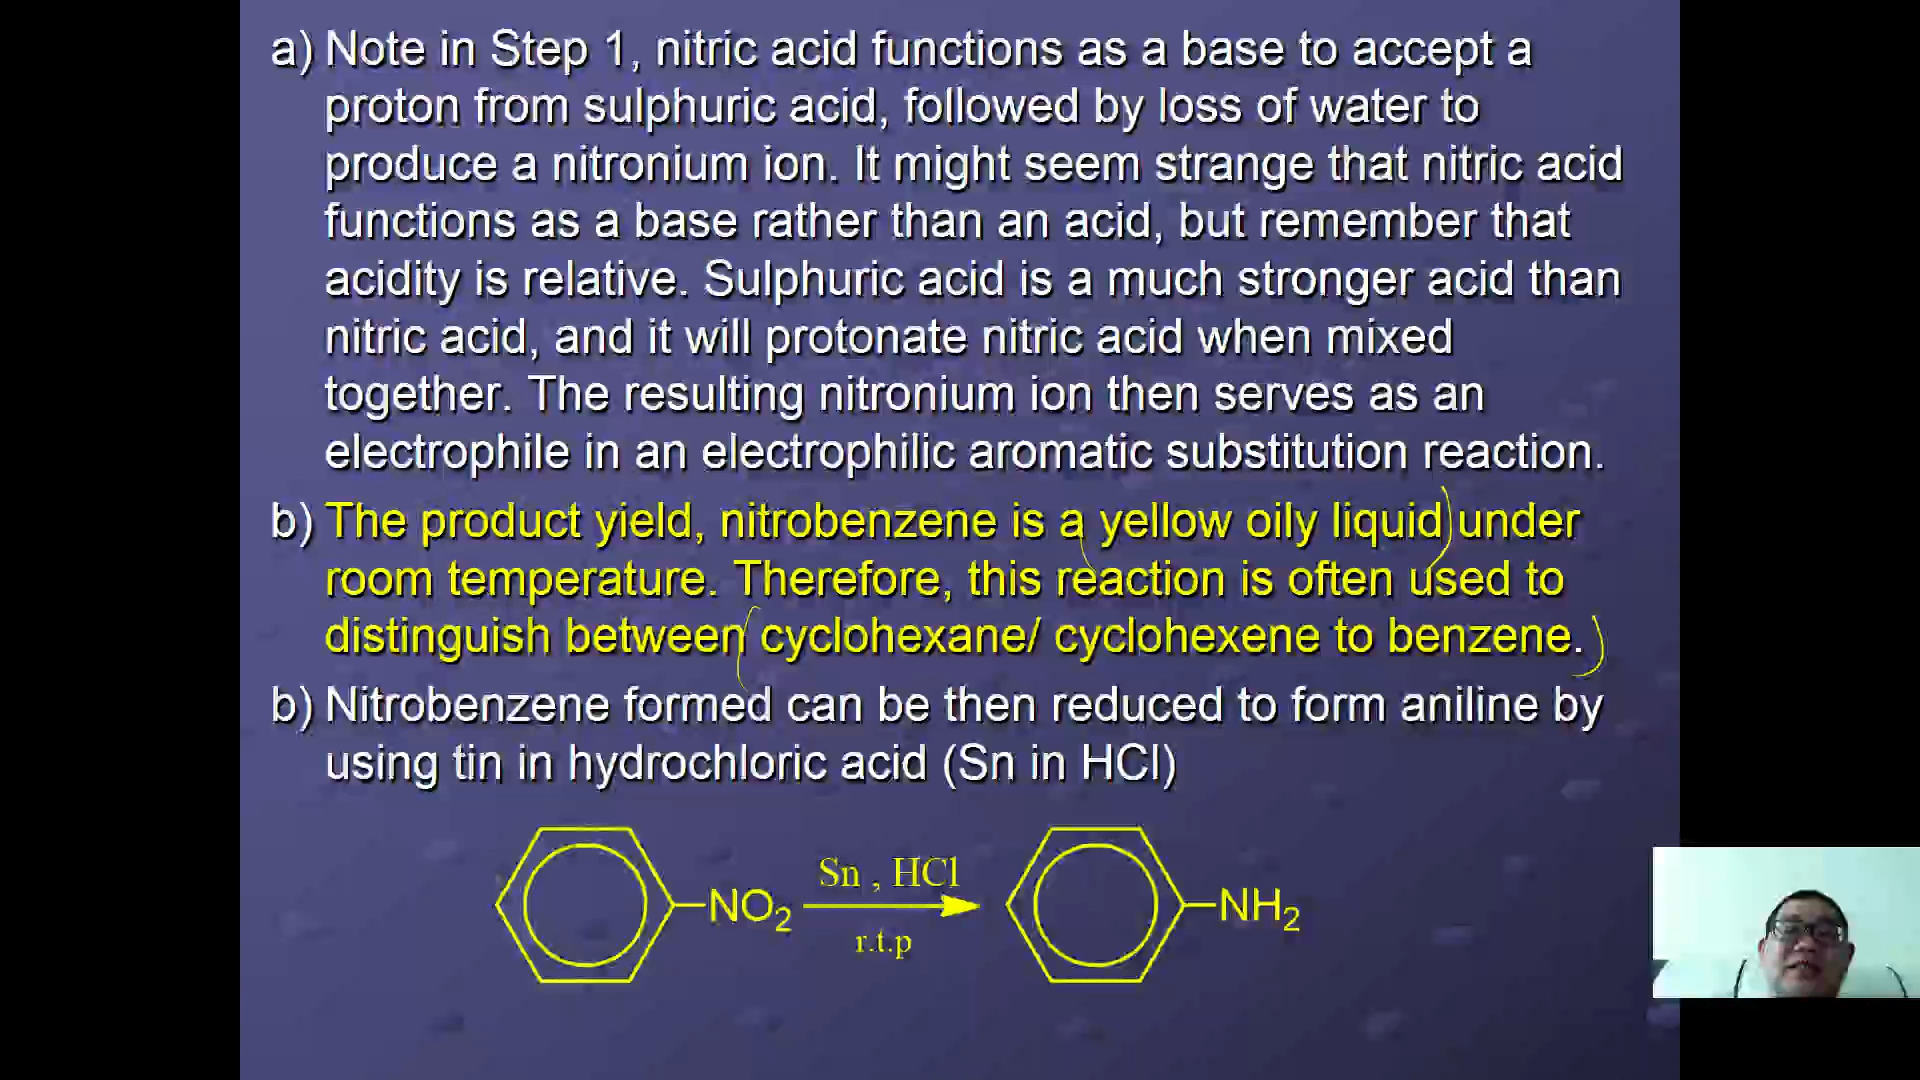 a) Note in Step 1, nitric acid functions as a base to accept a
proton from sulphuric acid, followed by loss of water to
produce a nitronium ion. It might seem strange that nitric acid
functions as a base rather than an acid, but remember that
acidity is relative. Sulphuric acid is a much stronger acid than
nitric acid, and it will protonate nitric acid when mixed
together. The resulting nitronium ion then serves as an
electrophile in an electrophilic aromatic substitution reaction.
b) The product yield, nitrobenzene is a yellow oily liquid under
room temperature. Therefore, this reaction is often used to
distinguish between cyclohexane/ cyclohexene to benzene.
b) Nitrobenzene formed can be then reduced to form aniline by
using tin in hydrochloric acid (Sn in HCl)
Sn , HCl
NO2 NH2
r.t.p